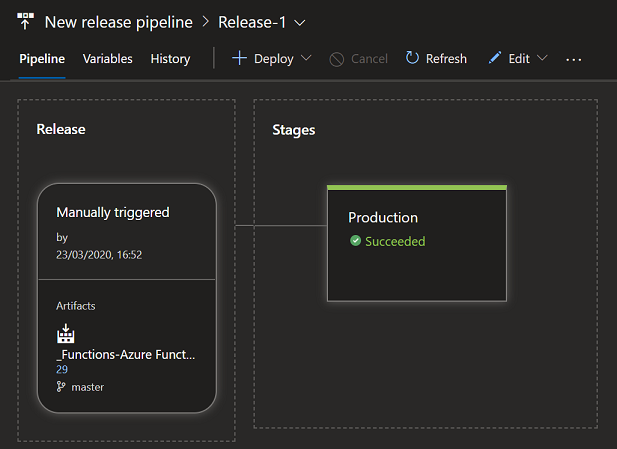 New release pipeline > Release-1
Pipeline Variables History + Deploy Cancel Refresh Edit ...
Release
Manually triggered
by
23/03/2020, 16:52
Artifacts
_Functions-Azure Funct...
29
master
Stages
Production
Succeeded